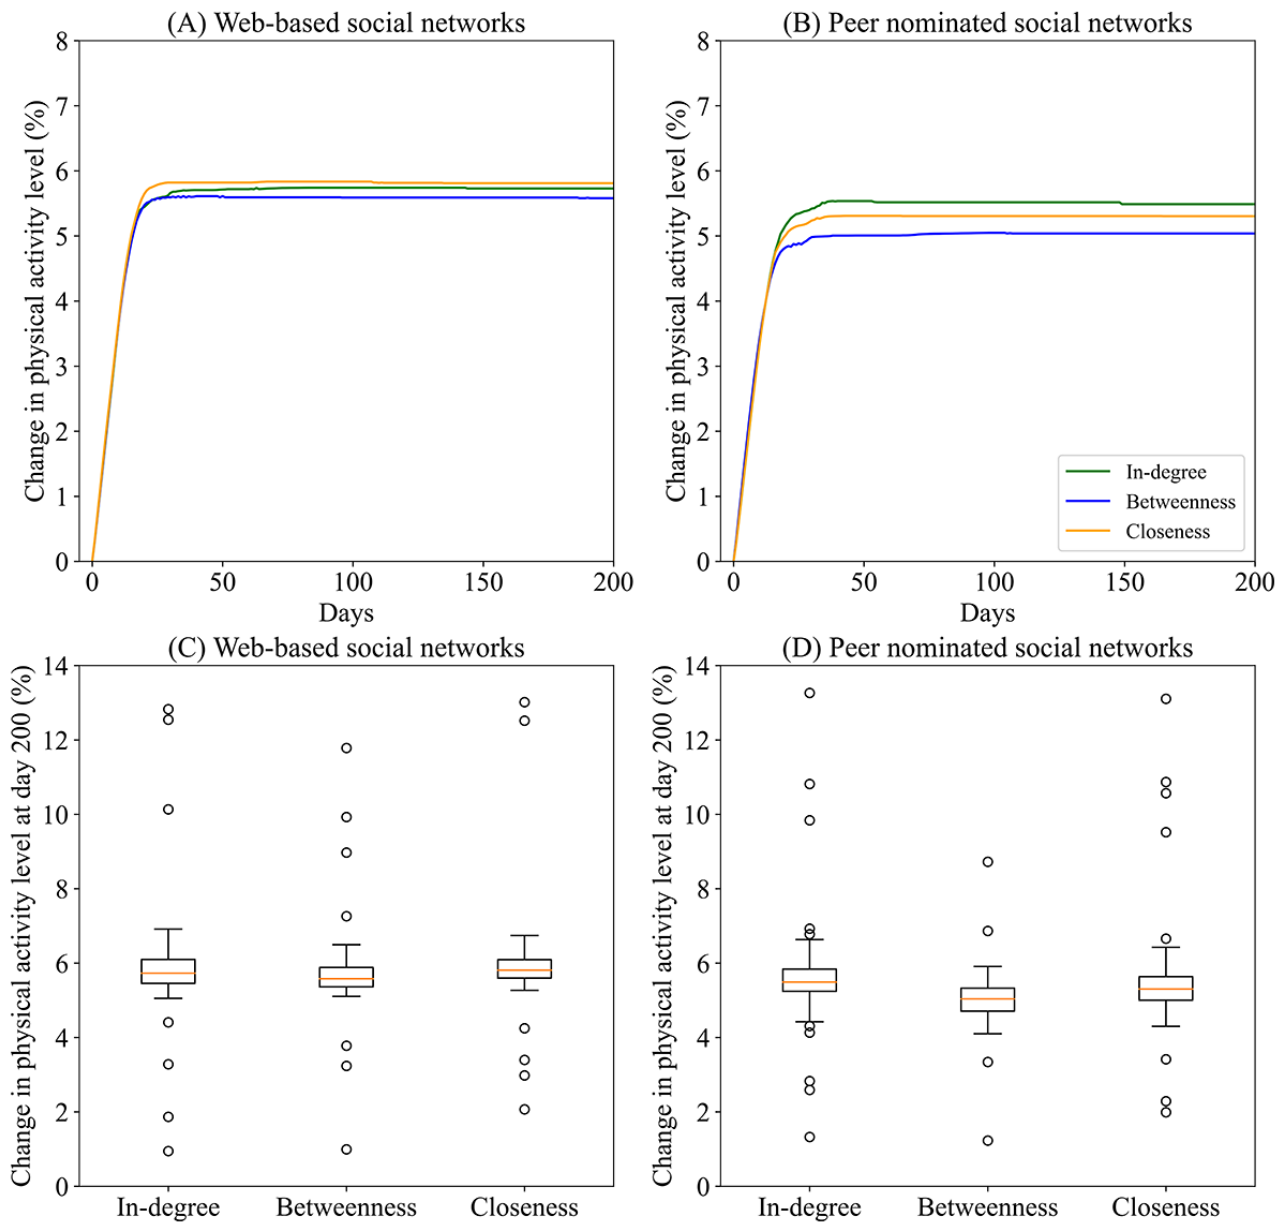 (A) Web-based social networks
Change in physical activity level (%)
8
7
6
5
4
3
2
1
0
0 50 100 150 200
Days
(B) Peer nominated social networks
Change in physical activity level (%)
8
7
6
5
4
3
2
1
0
In-degree
Betweenness
Closeness
0 50 100 150 200
Days
(C) Web-based social networks
Change in physical activity level at day 200 (%)
14
12
10
8
6
4
2
0
In-degree Betweenness Closeness
(D) Peer nominated social networks
Change in physical activity level at day 200 (%)
14
12
10
8
6
4
2
0
In-degree Betweenness Closeness